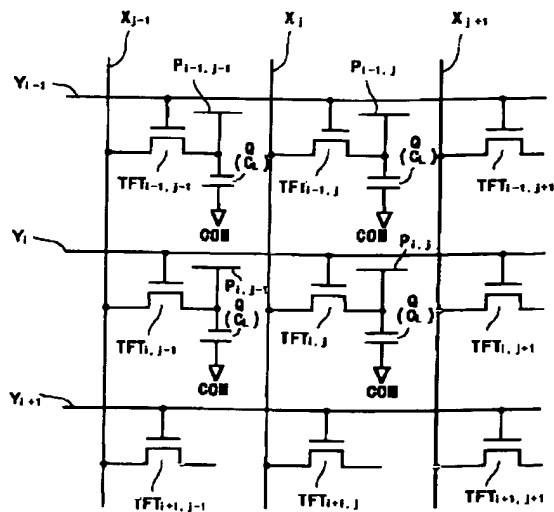 Xj-1 Xj Xj+1
Pi-1, j-1 Pi-1, j
Yi-1
Q Q
(CL) (CL)
TFTi-1, j-1 TFTi-1, j TFTi-1, j+1
COM COM
Yi Pi, j
Pi, j-1
Q Q
(CL) (CL)
TFTi, j-1 TFTi, j TFTi, j+1
COM COM
Yi+1
TFTi+1, j-1 TFTi+1, j TFTi+1, j+1